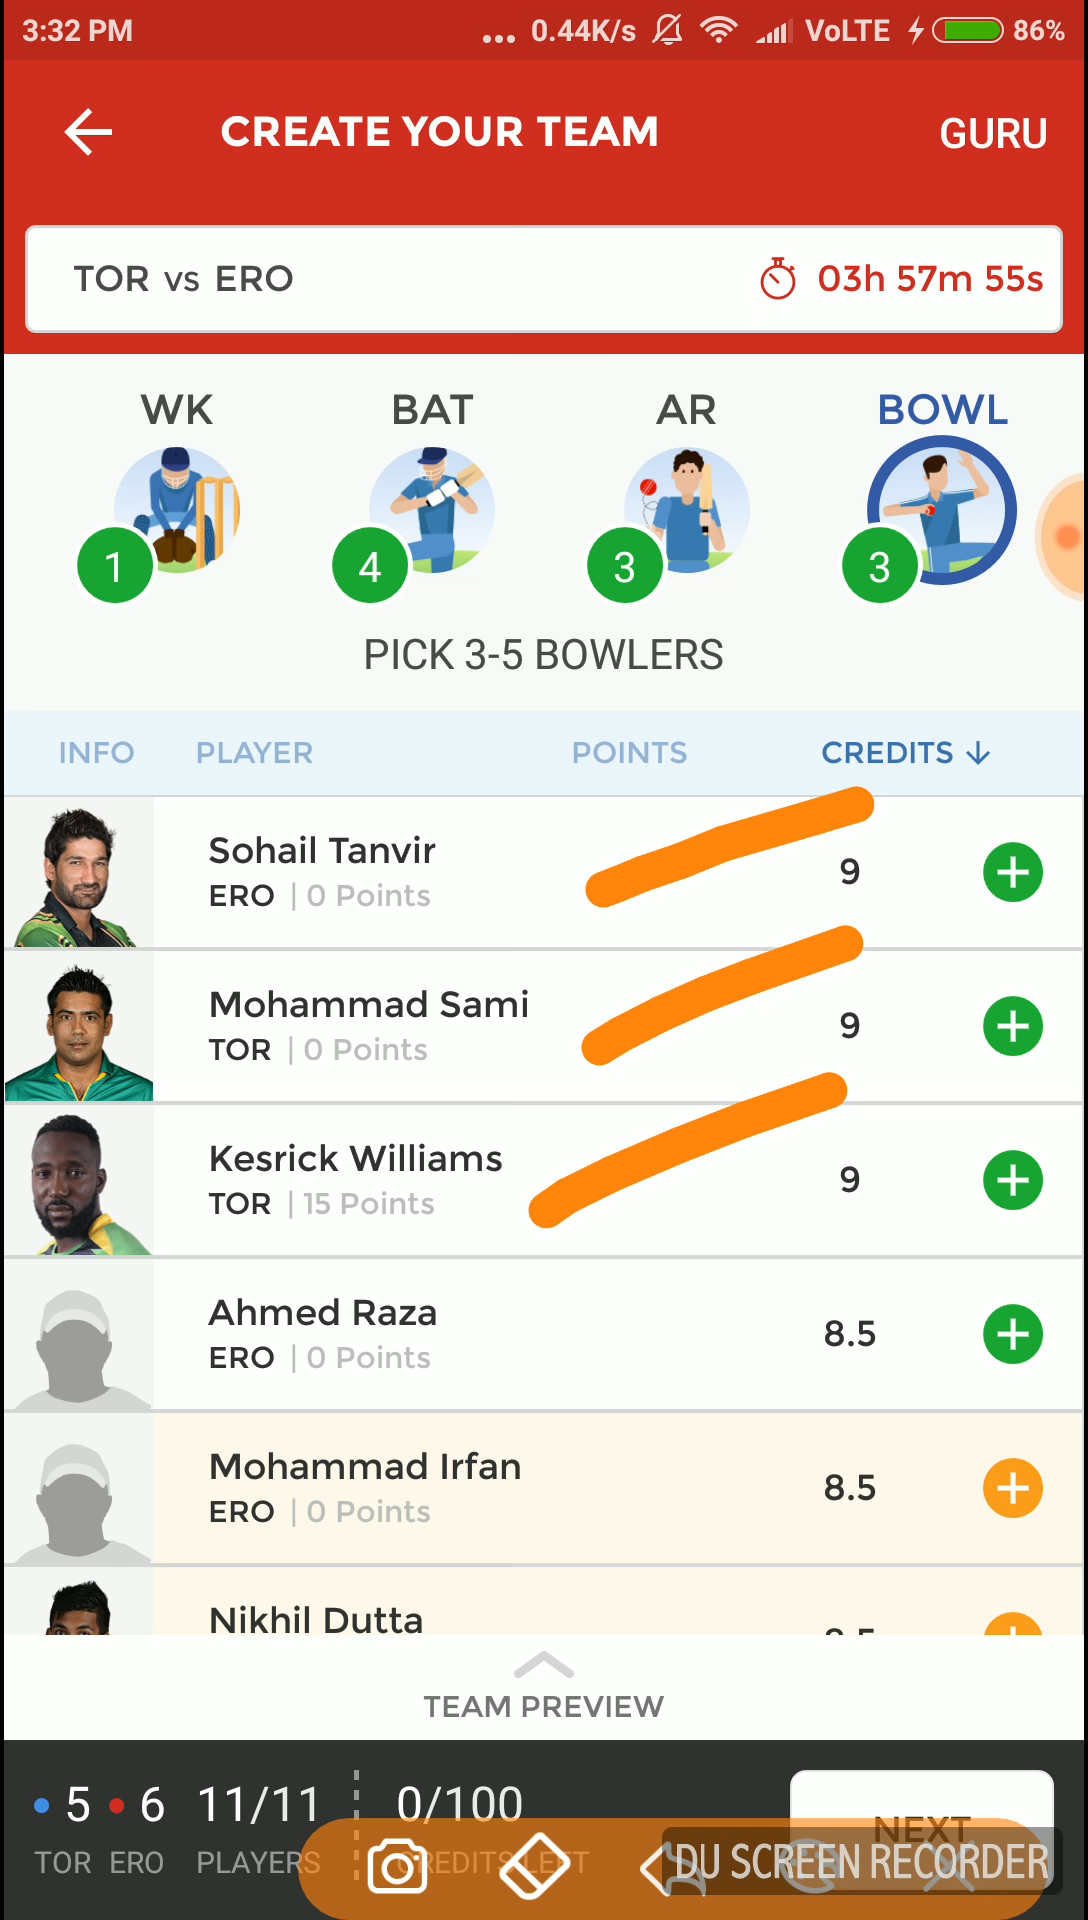 3:32 PM ... 0.44K/s VoLTE 86%
CREATE YOUR TEAM GURU
TOR vs ERO 03h 57m 55s
WK BAT AR BOWL
1 4 3 3
PICK 3-5 BOWLERS
INFO PLAYER POINTS CREDITS
Sohail Tanvir
ERO | 0 Points 9
Mohammad Sami
TOR | 0 Points 9
Kesrick Williams
TOR | 15 Points 9
Ahmed Raza
ERO | 0 Points 8.5
Mohammad Irfan
ERO | 0 Points 8.5
Nikhil Dutta
TEAM PREVIEW
5 6 11/11 0/100 NEXT
TOR ERO PLAYERS CREDITS LEFT
DU SCREEN RECORDER